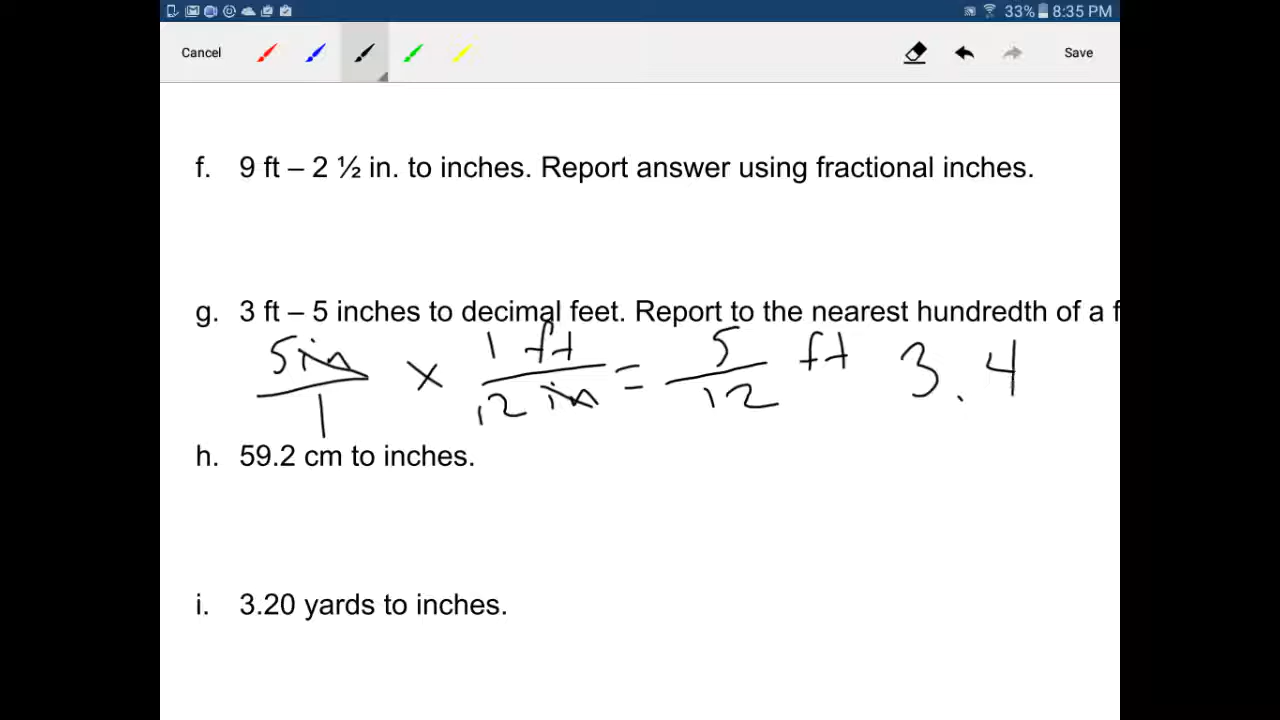 33% 8:35 PM
Cancel Save
f. 9 ft – 2 ½ in. to inches. Report answer using fractional inches.
g. 3 ft – 5 inches to decimal feet. Report to the nearest hundredth of a f
5 in / 1 × 1 ft / 12 in = 5 / 12 ft 3.4
h. 59.2 cm to inches.
i. 3.20 yards to inches.